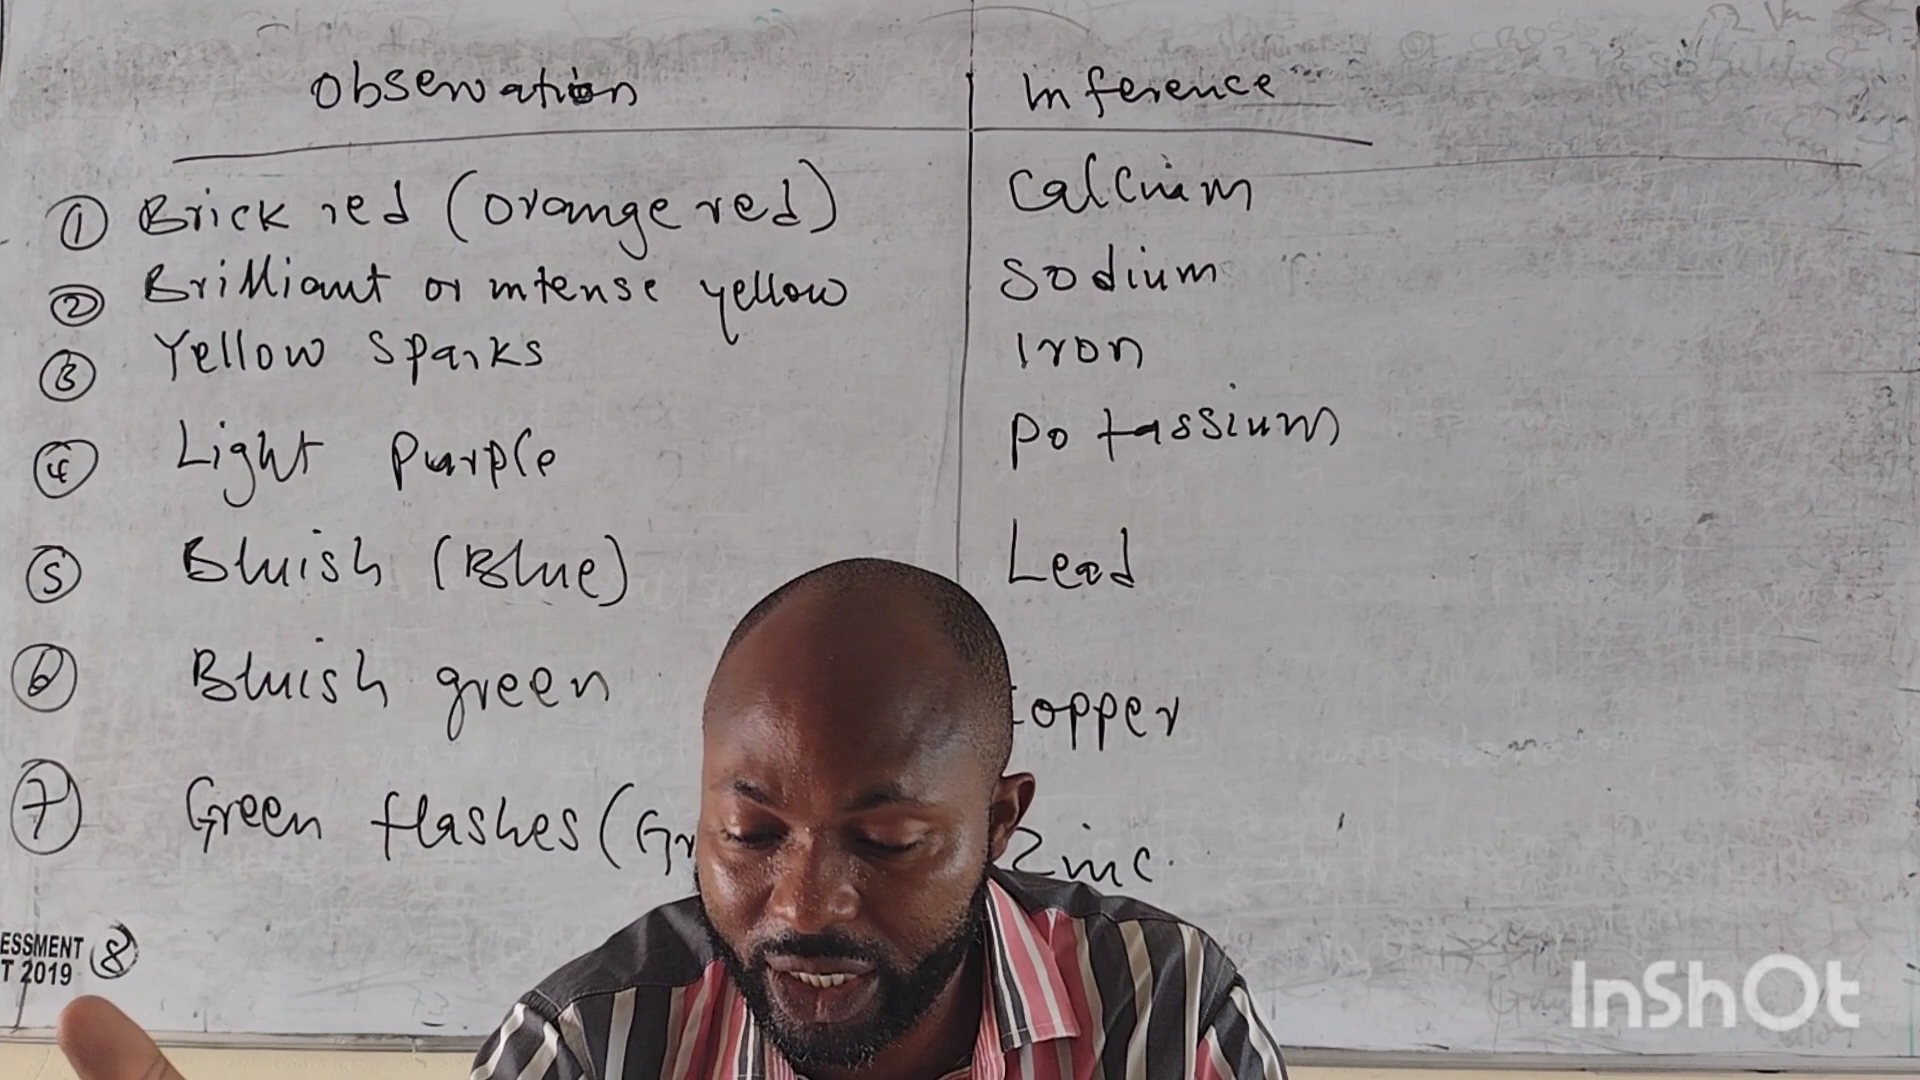 Observation Inference
① Brick red (orange red) Calcium
② Brilliant or intense yellow Sodium
③ Yellow Sparks Iron
④ Light purple Potassium
⑤ Bluish (Blue) Lead
⑥ Bluish green copper
⑦ Green flashes (Gr Zinc.
ESSMENT ⑧
T 2019
InShOt